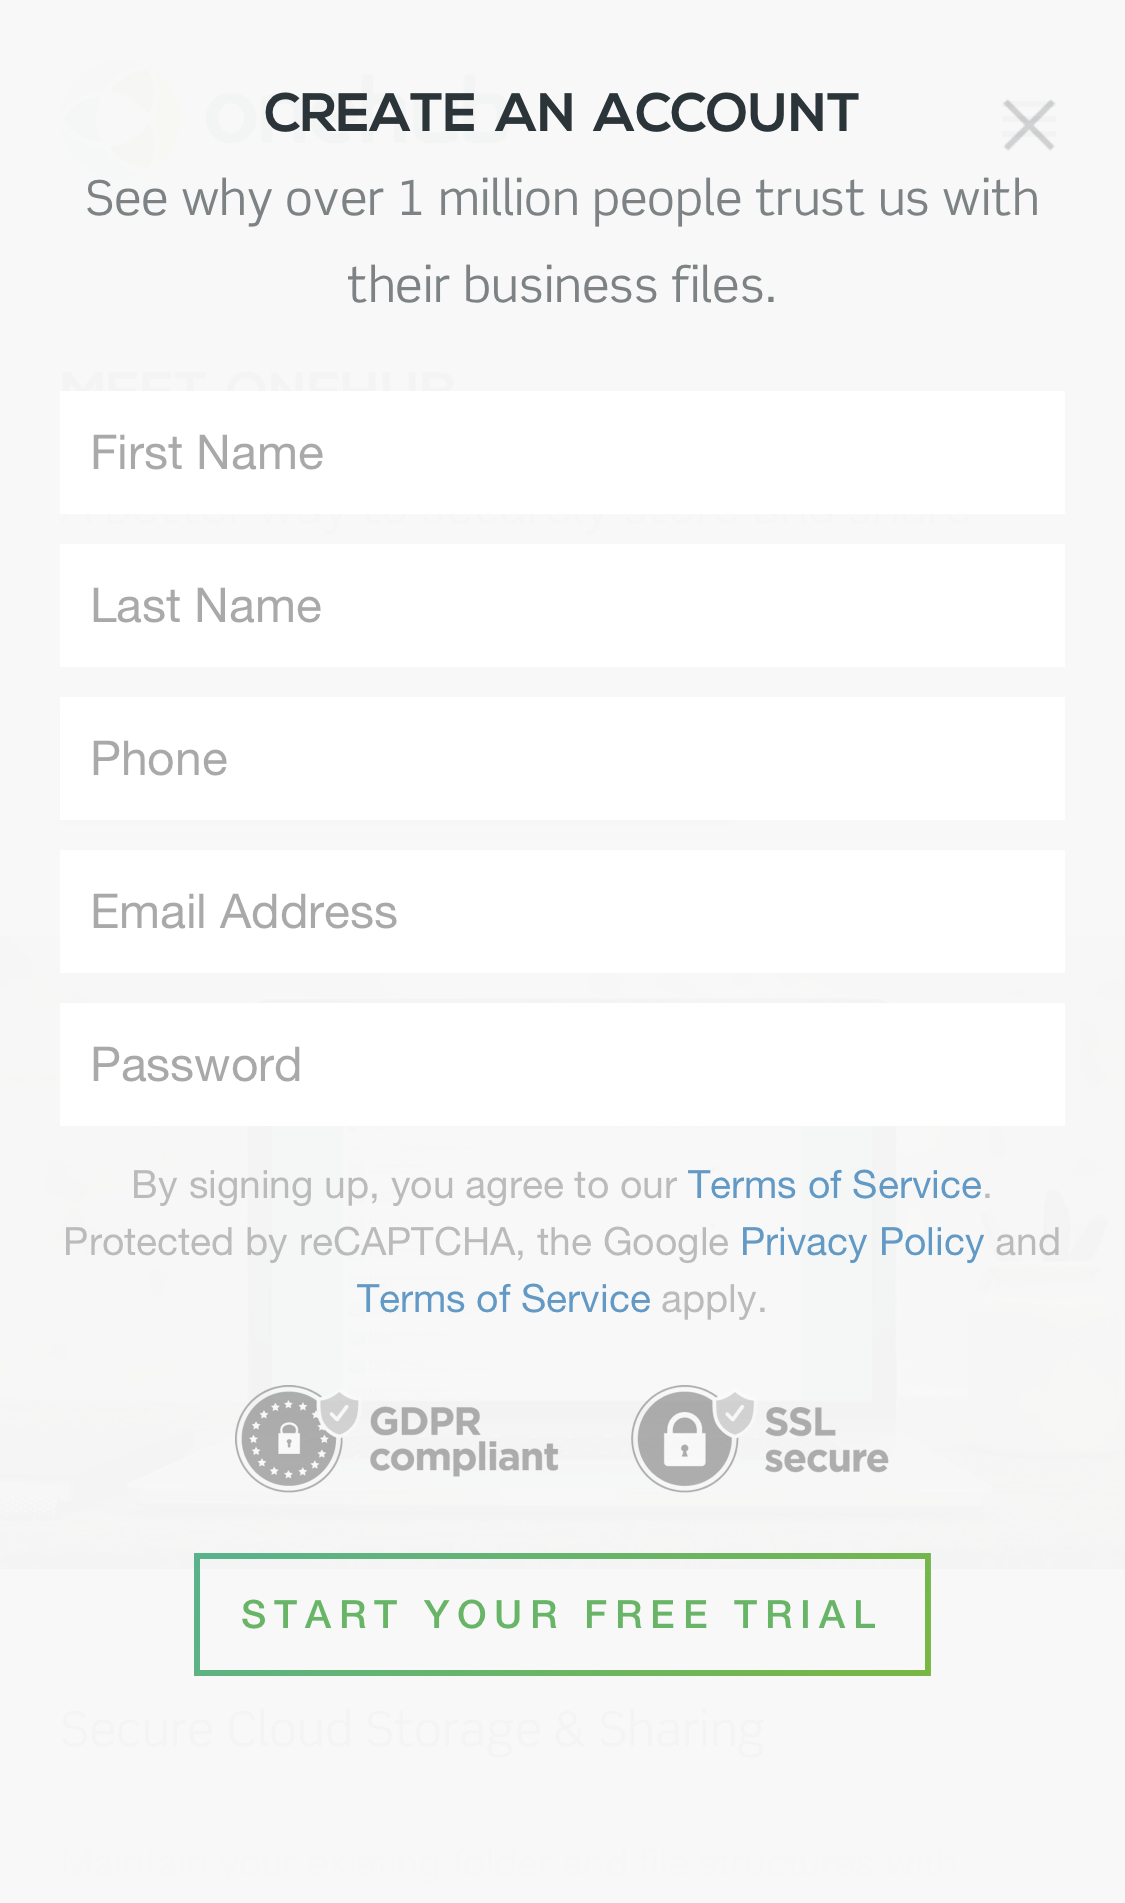 onehub
CREATE AN ACCOUNT
See why over 1 million people trust us with
their business files.
MEET ONEHUB
First Name
Last Name
Phone
Email Address
Password
By signing up, you agree to our Terms of Service.
Protected by reCAPTCHA, the Google Privacy Policy and
Terms of Service apply.
GDPR
compliant
SSL
secure
START YOUR FREE TRIAL
Secure Cloud Storage & Sharing